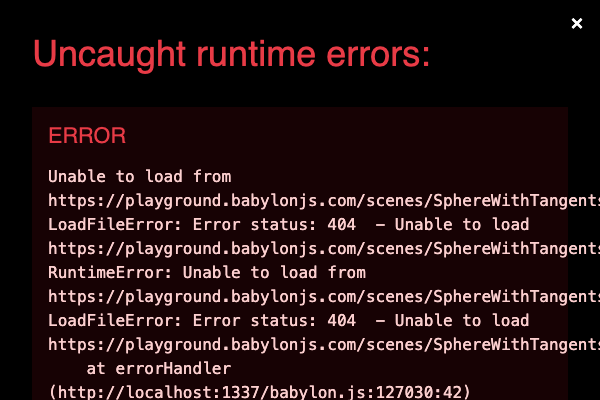 ×
Uncaught runtime errors:
ERROR
Unable to load from
https://playground.babylonjs.com/scenes/SphereWithTangents
LoadFileError: Error status: 404  - Unable to load
https://playground.babylonjs.com/scenes/SphereWithTangents
RuntimeError: Unable to load from
https://playground.babylonjs.com/scenes/SphereWithTangents
LoadFileError: Error status: 404  - Unable to load
https://playground.babylonjs.com/scenes/SphereWithTangents
    at errorHandler
(http://localhost:1337/babylon.js:127030:42)